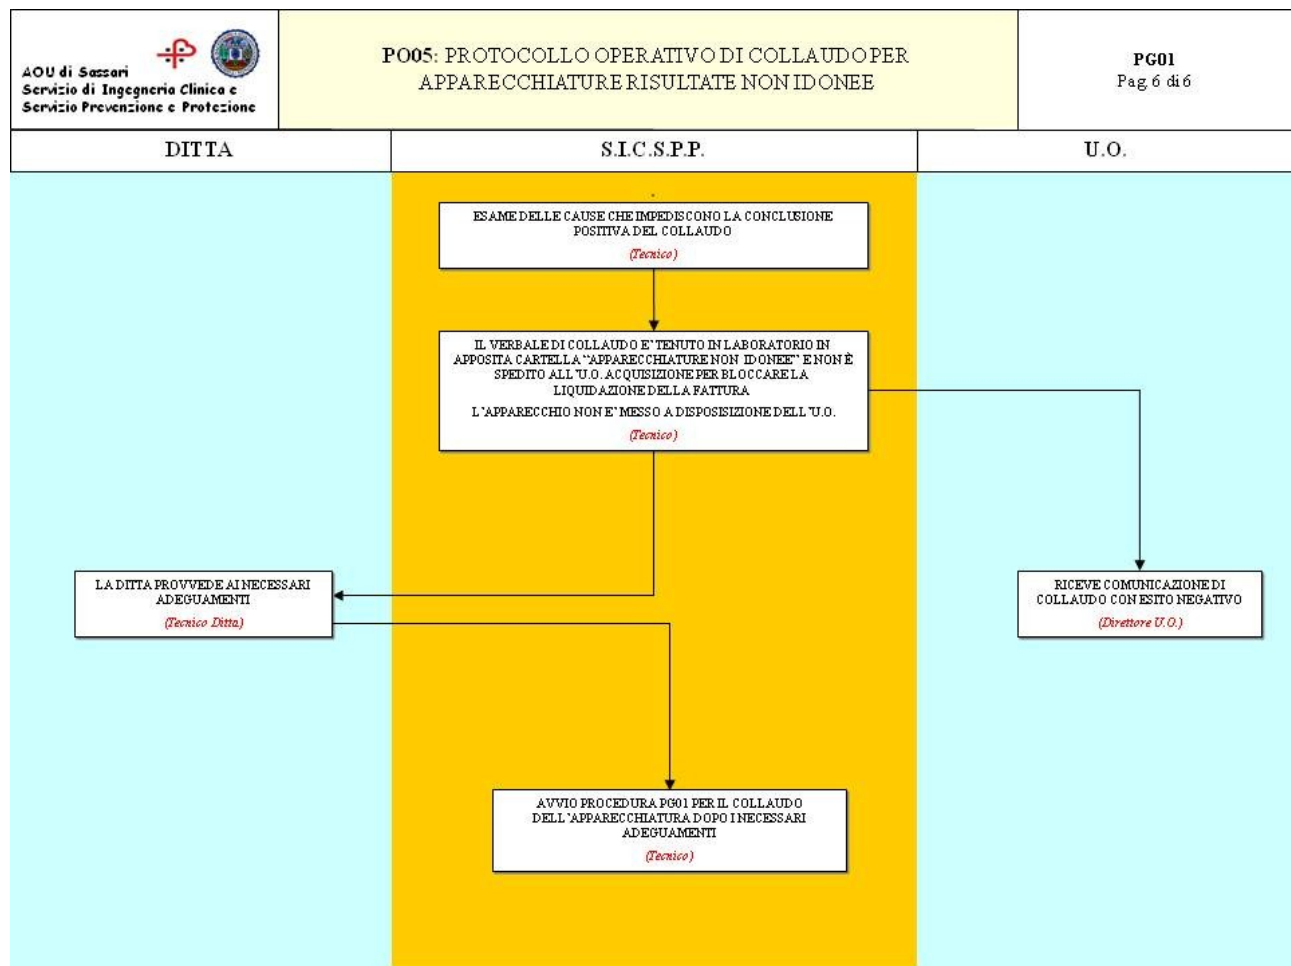 AOU di Sassari
Servizio di Ingegneria Clinica e
Servizio Prevenzione e Protezione
PO05: PROTOCOLLO OPERATIVO DI COLLAUDO PER
APPARECCHIATURE RISULTATE NON IDONEE
PG01
Pag. 6 di 6
DITTA
S.I.C.S.P.P.
U.O.
ESAME DELLE CAUSE CHE IMPEDISCONO LA CONCLUSIONE
POSITIVA DEL COLLAUDO
(Tecnico)
IL VERBALE DI COLLAUDO E' TENUTO IN LABORATORIO IN
APPOSITA CARTELLA "APPARECCHIATURE NON IDONEE" E NON È
SPEDITO ALL'U.O. ACQUISIZIONE PER BLOCCARE LA
LIQUIDAZIONE DELLA FATTURA
L'APPARECCHIO NON E' MESSO A DISPOSISIZIONE DELL'U.O.
(Tecnico)
LA DITTA PROVVEDE AI NECESSARI
ADEGUAMENTI
(Tecnico Ditta)
RICEVE COMUNICAZIONE DI
COLLAUDO CON ESITO NEGATIVO
(Direttore U.O.)
AVVIO PROCEDURA PG01 PER IL COLLAUDO
DELL'APPARECCHIATURA DOPO I NECESSARI
ADEGUAMENTI
(Tecnico)